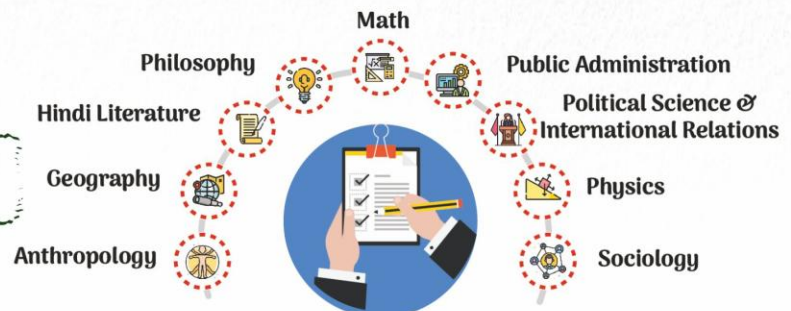 Math
Philosophy
Public Administration
Hindi Literature
Political Science &
International Relations
Geography
Physics
Anthropology
Sociology